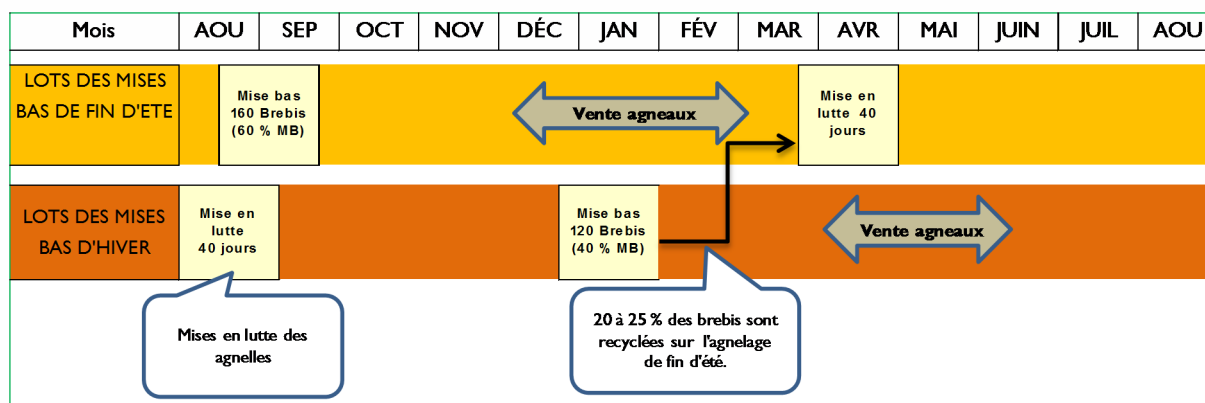 Mois AOU SEP OCT NOV DÉC JAN FÉV MAR AVR MAI JUIN JUIL AOU
LOTS DES MISES
BAS DE FIN D'ETE
Mise bas
160 Brebis
(60 % MB)
Vente agneaux
Mise en
lutte 40
jours
LOTS DES MISES
BAS D'HIVER
Mise en
lutte
40 jours
Mise bas
120 Brebis
(40 % MB)
Vente agneaux
Mises en lutte des
agnelles
20 à 25 % des brebis sont
recyclées sur l'agnelage
de fin d'été.